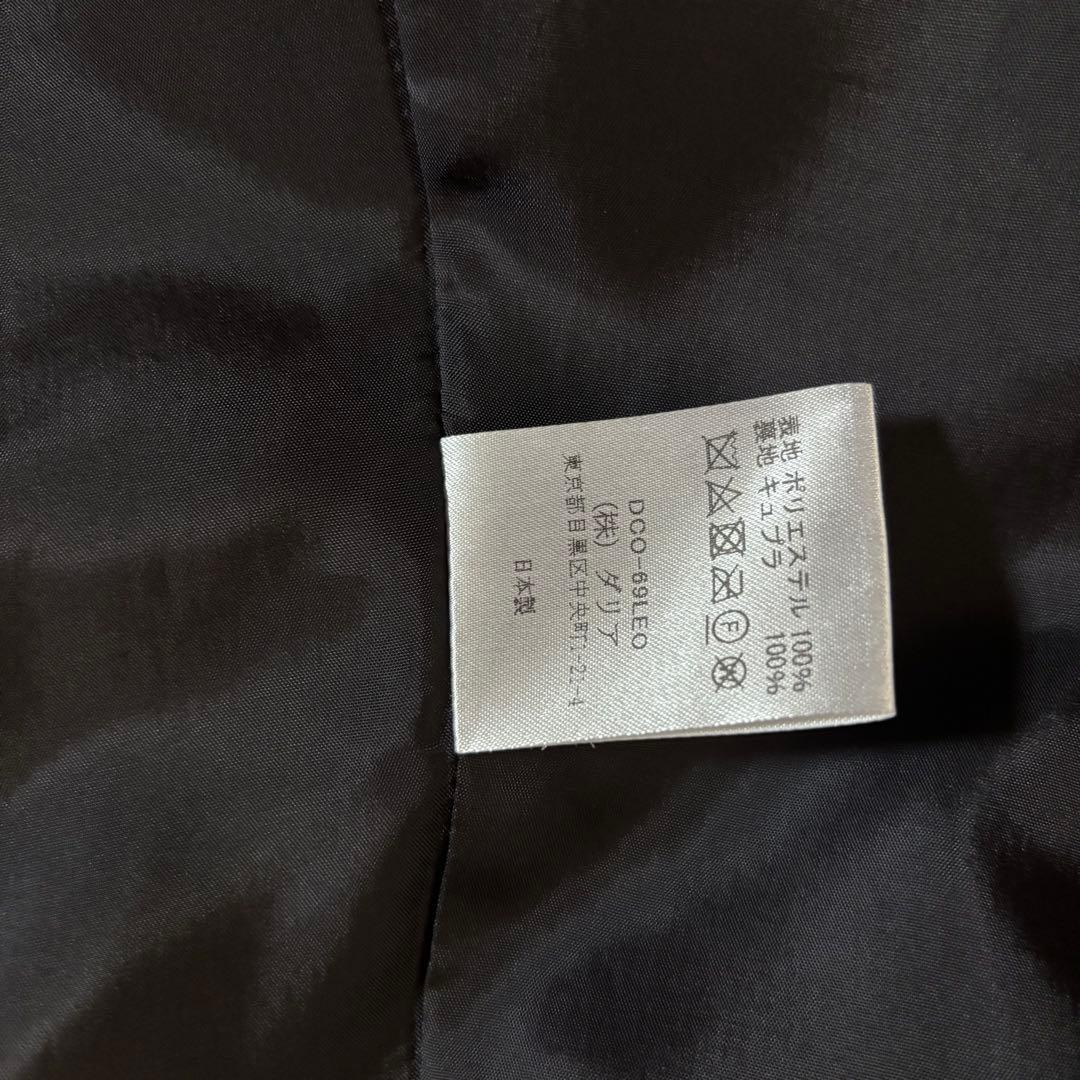 表地 ポリエステル 100%
裏地 キュプラ 100%
F
DCO-69LEO
(株) ダリア
東京都目黒区中央町1-21-4
日本製